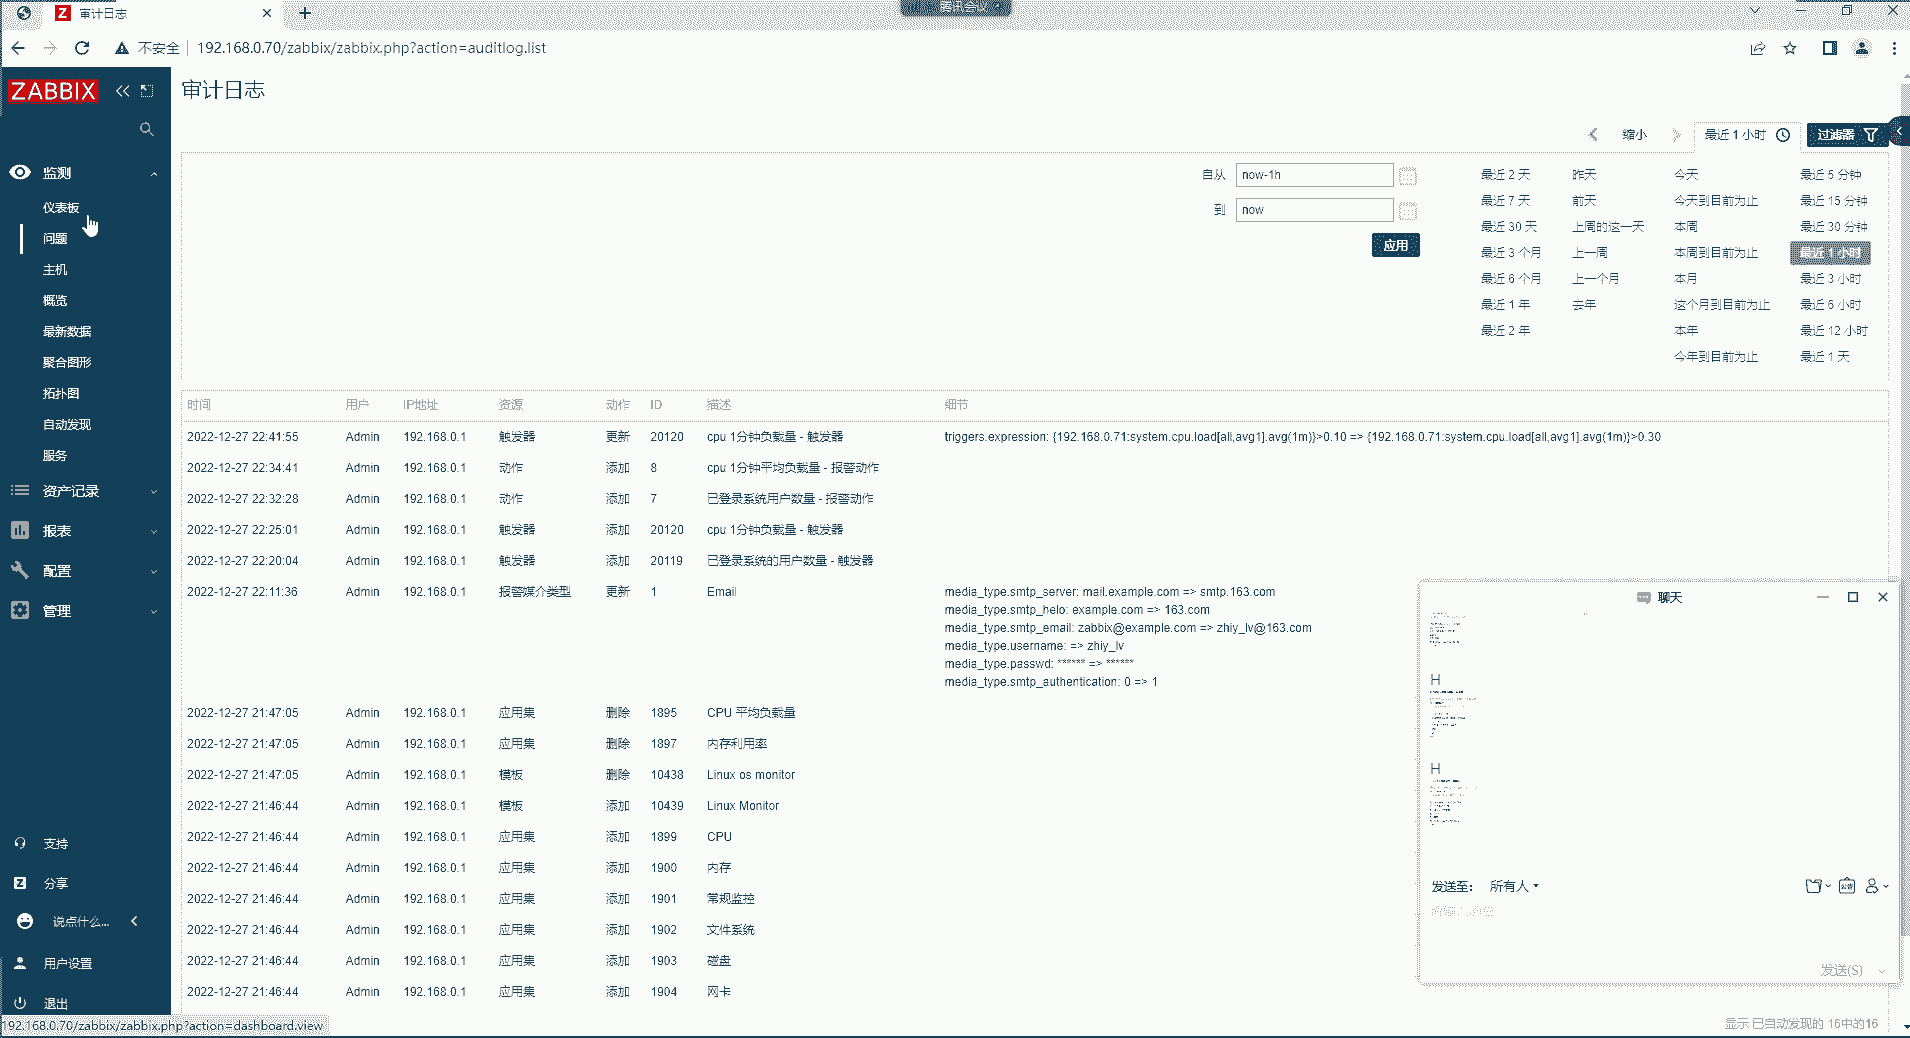 审计日志
腾讯会议
不安全 192.168.0.70/zabbix/zabbix.php?action=auditlog.list
ZABBIX
审计日志
缩小
最近 1 小时
过滤器
监测
仪表板
问题
主机
概览
最新数据
聚合图形
拓扑图
自动发现
服务
资产记录
报表
配置
管理
支持
分享
说点什么...
用户设置
退出
192.168.0.70/zabbix/zabbix.php?action=dashboard.view
自从 now-1h
到 now
应用
最近 2 天 昨天 今天 最近 5 分钟
最近 7 天 前天 今天到目前为止 最近 15 分钟
最近 30 天 上周的这一天 本周 最近 30 分钟
最近 3 个月 上一周 本周到目前为止 最近 1 小时
最近 6 个月 上一个月 本月 最近 3 小时
最近 1 年 去年 这个月到目前为止 最近 6 小时
最近 2 年 本年 最近 12 小时
今年到目前为止 最近 1 天
时间 用户 IP地址 资源 动作 ID 描述 细节
2022-12-27 22:41:55 Admin 192.168.0.1 触发器 更新 20120 cpu 1分钟负载量 - 触发器 triggers.expression: {192.168.0.71:system.cpu.load[all,avg1].avg(1m)}>0.10 => {192.168.0.71:system.cpu.load[all,avg1].avg(1m)}>0.30
2022-12-27 22:34:41 Admin 192.168.0.1 动作 添加 8 cpu 1分钟平均负载量 - 报警动作
2022-12-27 22:32:28 Admin 192.168.0.1 动作 添加 7 已登录系统用户数量 - 报警动作
2022-12-27 22:25:01 Admin 192.168.0.1 触发器 添加 20120 cpu 1分钟负载量 - 触发器
2022-12-27 22:20:04 Admin 192.168.0.1 触发器 添加 20119 已登录系统的用户数量 - 触发器
2022-12-27 22:11:36 Admin 192.168.0.1 报警媒介类型 更新 1 Email media_type.smtp_server: mail.example.com => smtp.163.com
media_type.smtp_helo: example.com => 163.com
media_type.smtp_email: zabbix@example.com => zhiy_lv@163.com
media_type.username: => zhiy_lv
media_type.passwd: ****** => ******
media_type.smtp_authentication: 0 => 1
2022-12-27 21:47:05 Admin 192.168.0.1 应用集 删除 1895 CPU 平均负载量
2022-12-27 21:47:05 Admin 192.168.0.1 应用集 删除 1897 内存利用率
2022-12-27 21:47:05 Admin 192.168.0.1 模板 删除 10438 Linux os monitor
2022-12-27 21:46:44 Admin 192.168.0.1 模板 添加 10439 Linux Monitor
2022-12-27 21:46:44 Admin 192.168.0.1 应用集 添加 1899 CPU
2022-12-27 21:46:44 Admin 192.168.0.1 应用集 添加 1900 内存
2022-12-27 21:46:44 Admin 192.168.0.1 应用集 添加 1901 常规监控
2022-12-27 21:46:44 Admin 192.168.0.1 应用集 添加 1902 文件系统
2022-12-27 21:46:44 Admin 192.168.0.1 应用集 添加 1903 磁盘
2022-12-27 21:46:44 Admin 192.168.0.1 应用集 添加 1904 网卡
显示 已自动发现的 16中的16
聊天
H
H
发送至: 所有人
发送(S)